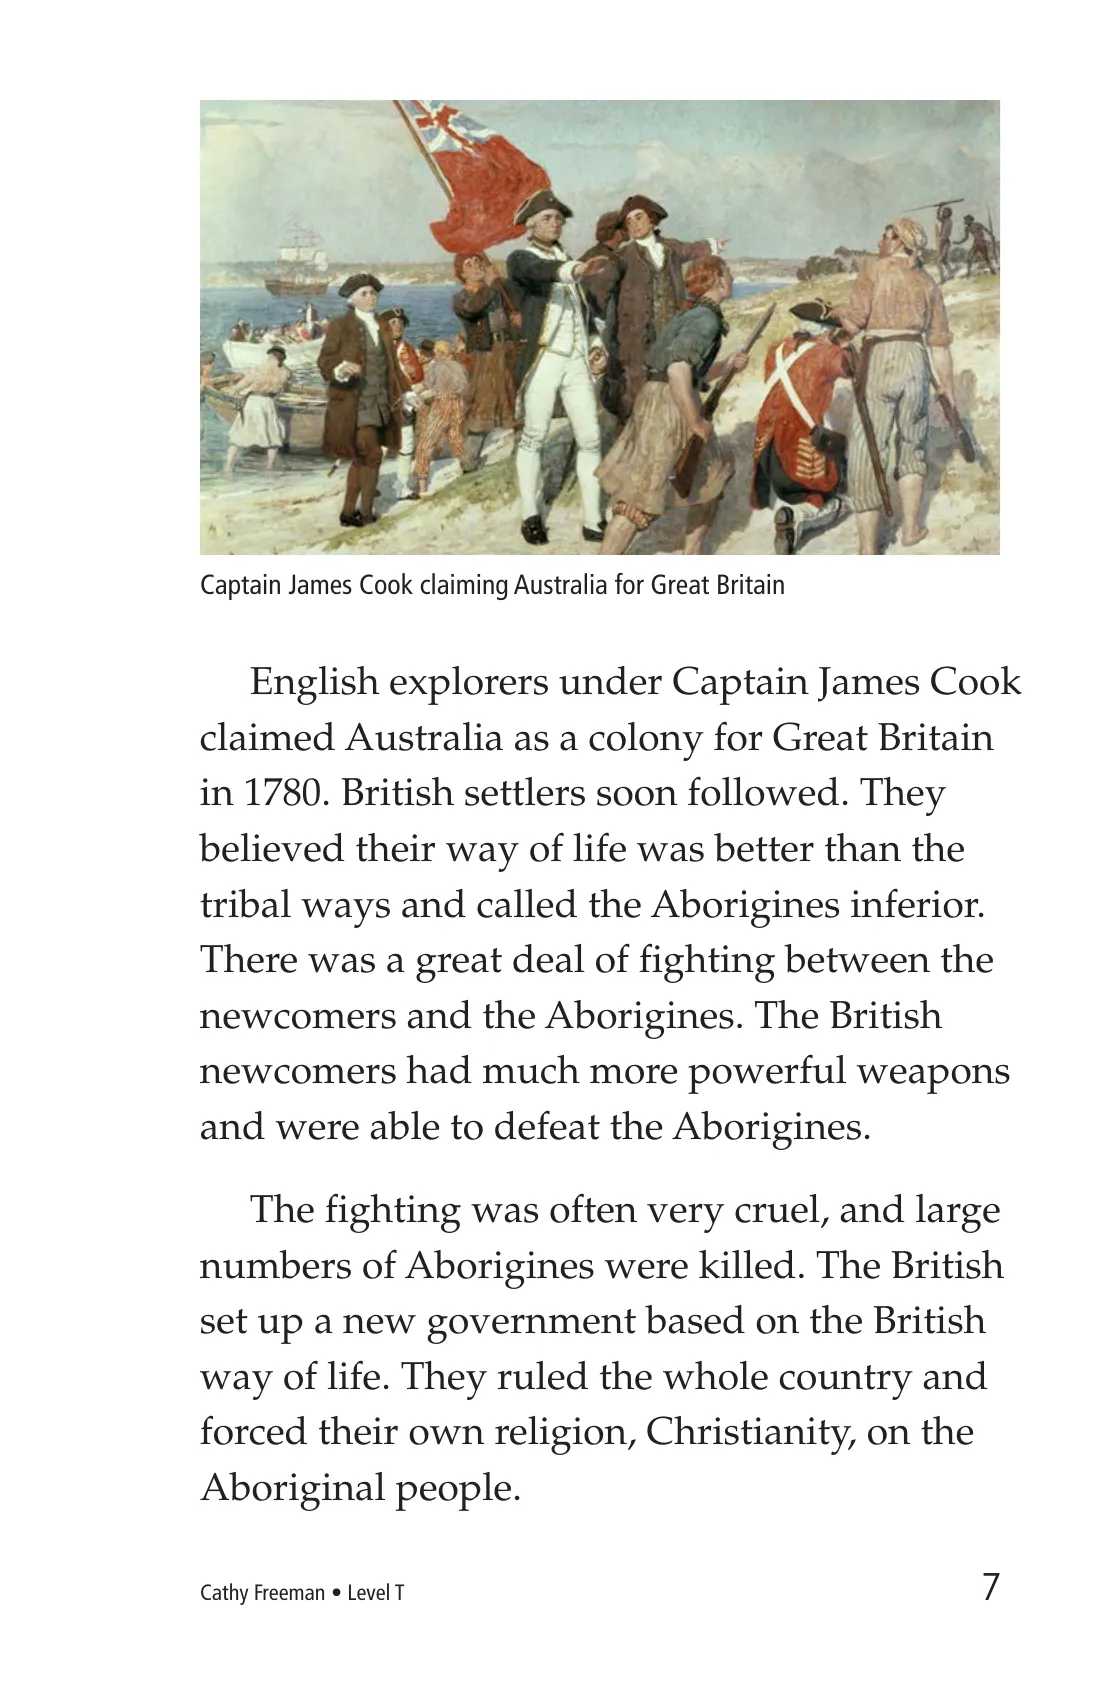 Captain James Cook claiming Australia for Great Britain
English explorers under Captain James Cook
claimed Australia as a colony for Great Britain
in 1780. British settlers soon followed. They
believed their way of life was better than the
tribal ways and called the Aborigines inferior.
There was a great deal of fighting between the
newcomers and the Aborigines. The British
newcomers had much more powerful weapons
and were able to defeat the Aborigines.
The fighting was often very cruel, and large
numbers of Aborigines were killed. The British
set up a new government based on the British
way of life. They ruled the whole country and
forced their own religion, Christianity, on the
Aboriginal people.
Cathy Freeman • Level T 7